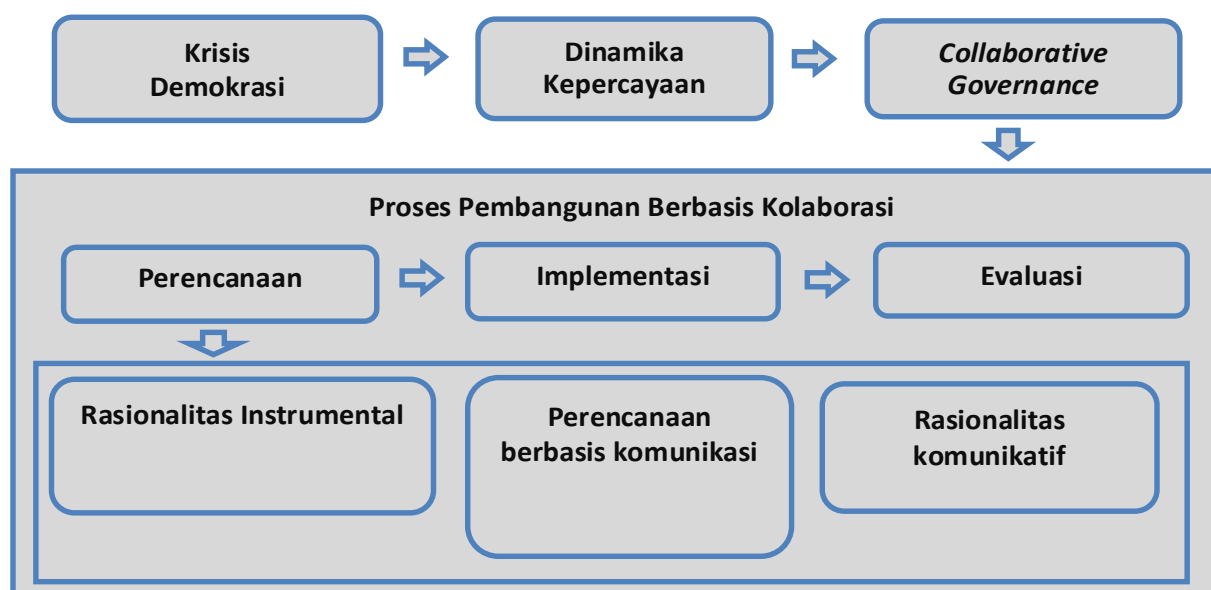 Krisis
Demokrasi
Dinamika
Kepercayaan
Collaborative
Governance
Proses Pembangunan Berbasis Kolaborasi
Perencanaan
Implementasi
Evaluasi
Rasionalitas Instrumental
Perencanaan
berbasis komunikasi
Rasionalitas
komunikatif